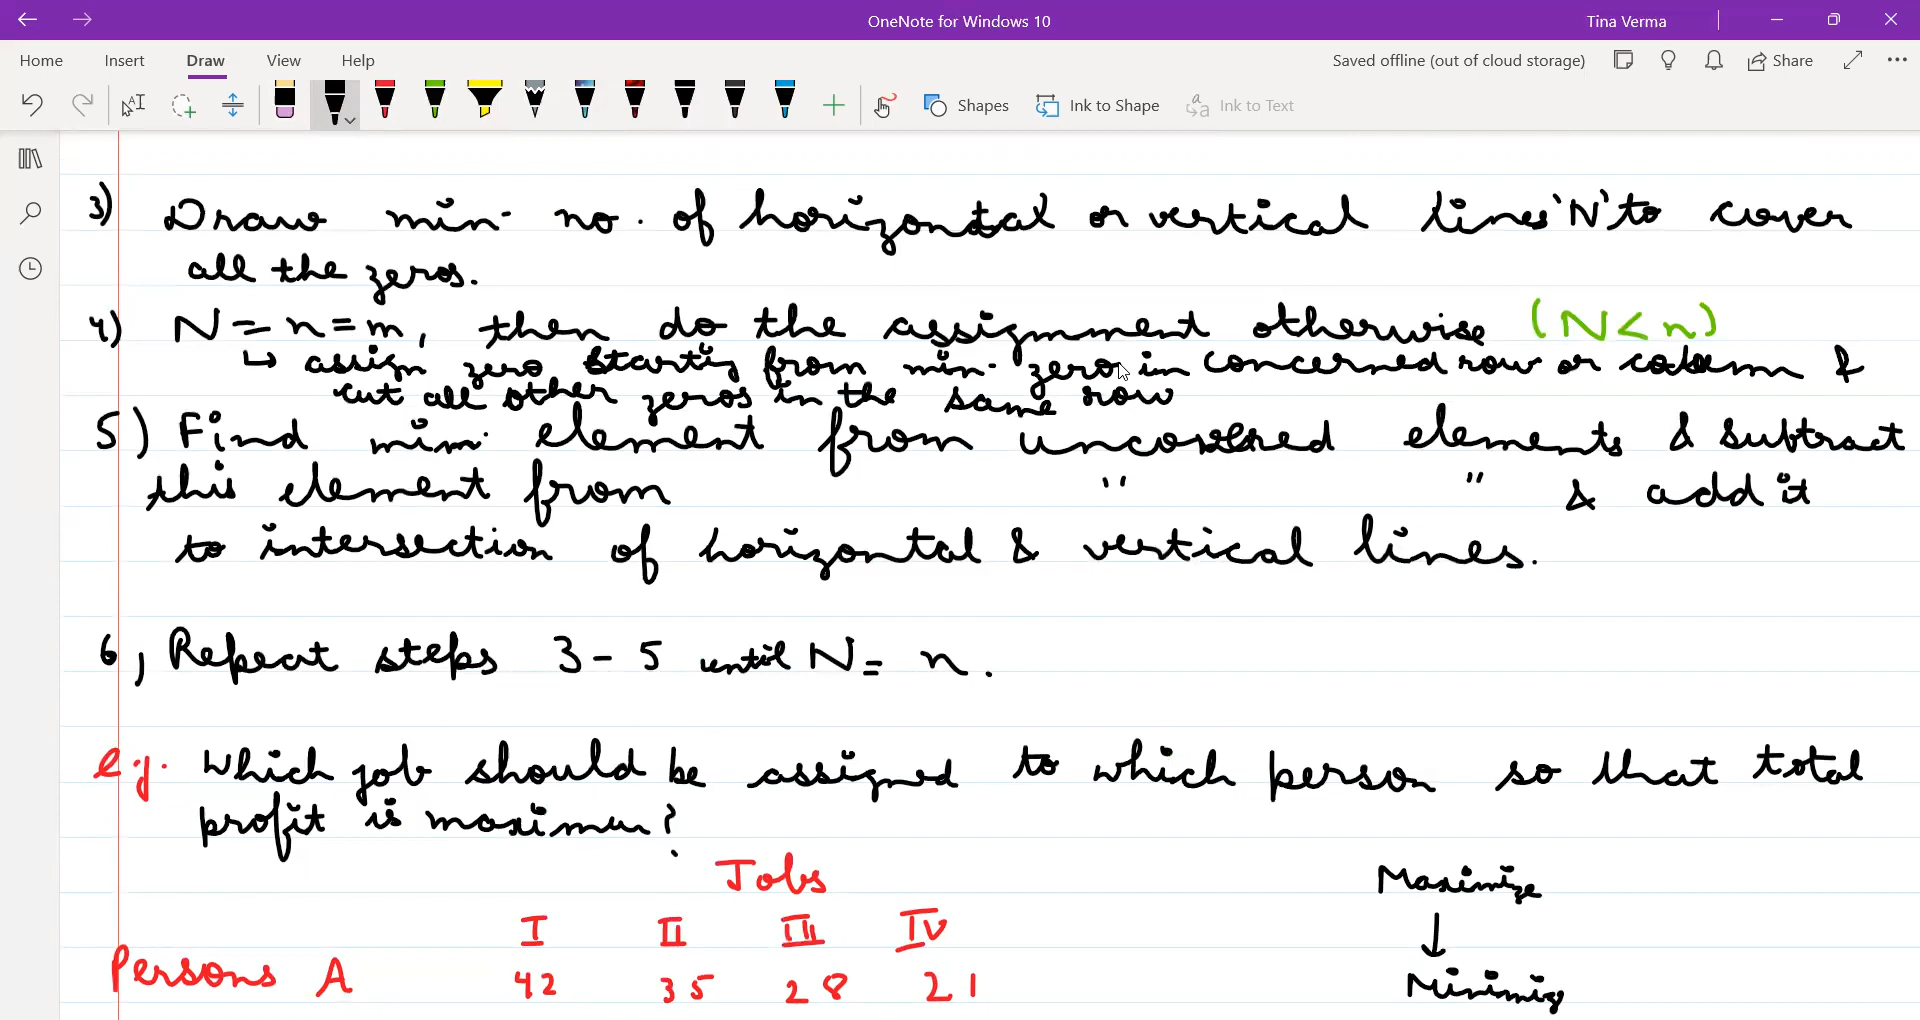 OneNote for Windows 10
Tina Verma
Home Insert Draw View Help
Saved offline (out of cloud storage) Share
Shapes Ink to Shape Ink to Text
3) Draw min. no. of horizontal or vertical lines 'N' to cover
all the zeros.
4) N = n = m, then do the assignment otherwise (N < n)
↳ assign zero starting from min. zero in concerned row or column &
cut all other zeros in the same row
5) Find min. element from uncovered elements & subtract
this element from " " & add it
to intersection of horizontal & vertical lines.
6) Repeat steps 3 - 5 until N = n.
eg. Which job should be assigned to which person so that total
profit is maximum?
Jobs
Maximize
I II III IV
↓
Persons A 42 35 28 21
Minimize